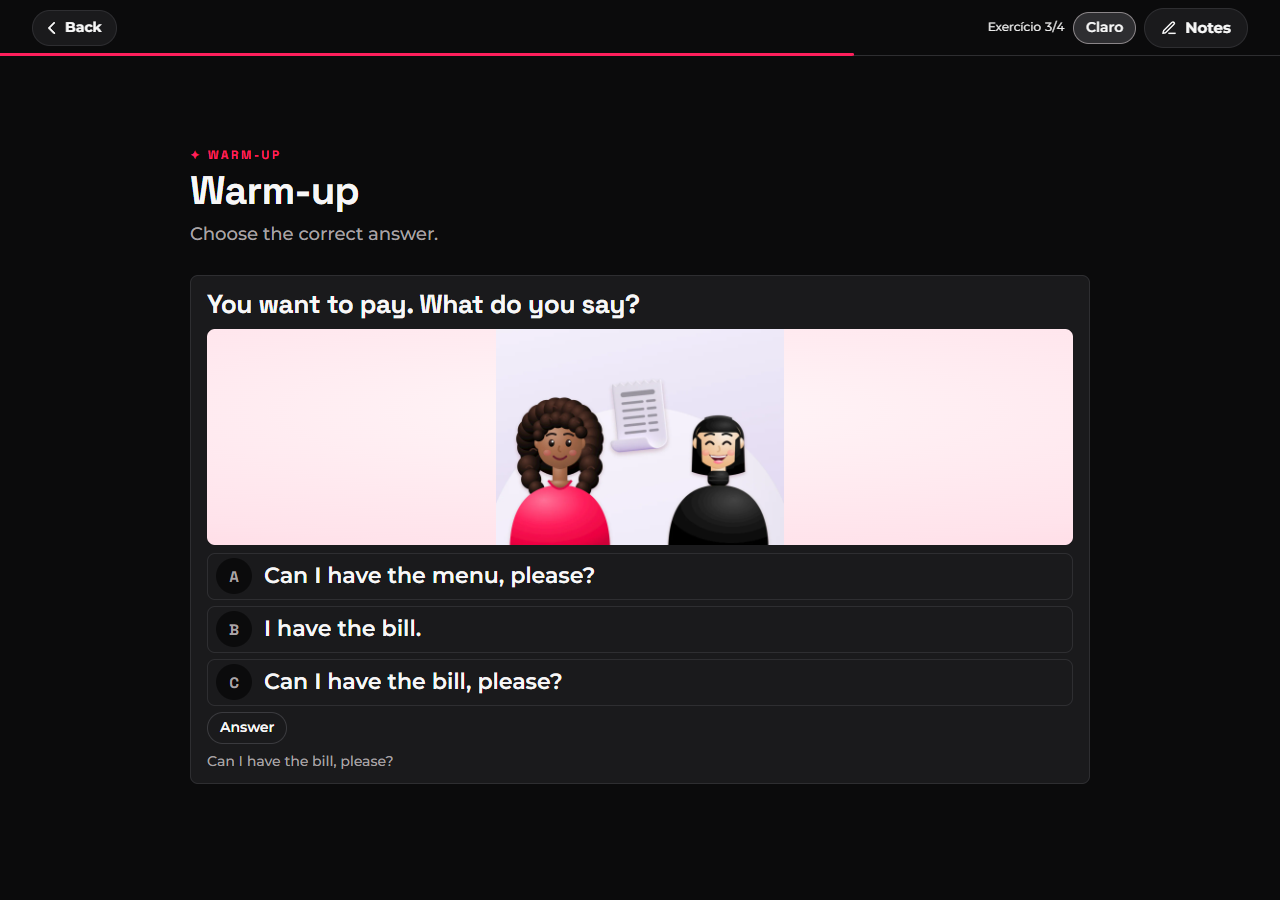 Back
Exercício 3/4
Claro
Notes
✦ WARM-UP
Warm-up
Choose the correct answer.
You want to pay. What do you say?
A Can I have the menu, please?
B I have the bill.
C Can I have the bill, please?
Answer
Can I have the bill, please?